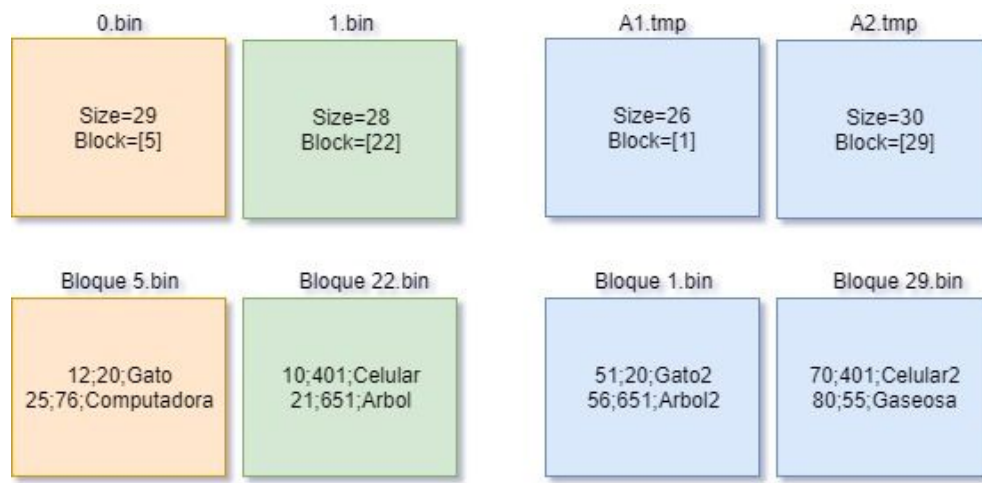 0.bin
1.bin
A1.tmp
A2.tmp
Size=29
Block=[5]
Size=28
Block=[22]
Size=26
Block=[1]
Size=30
Block=[29]
Bloque 5.bin
Bloque 22.bin
Bloque 1.bin
Bloque 29.bin
12;20;Gato
25;76;Computadora
10;401;Celular
21;651;Arbol
51;20;Gato2
56;651;Arbol2
70;401;Celular2
80;55;Gaseosa